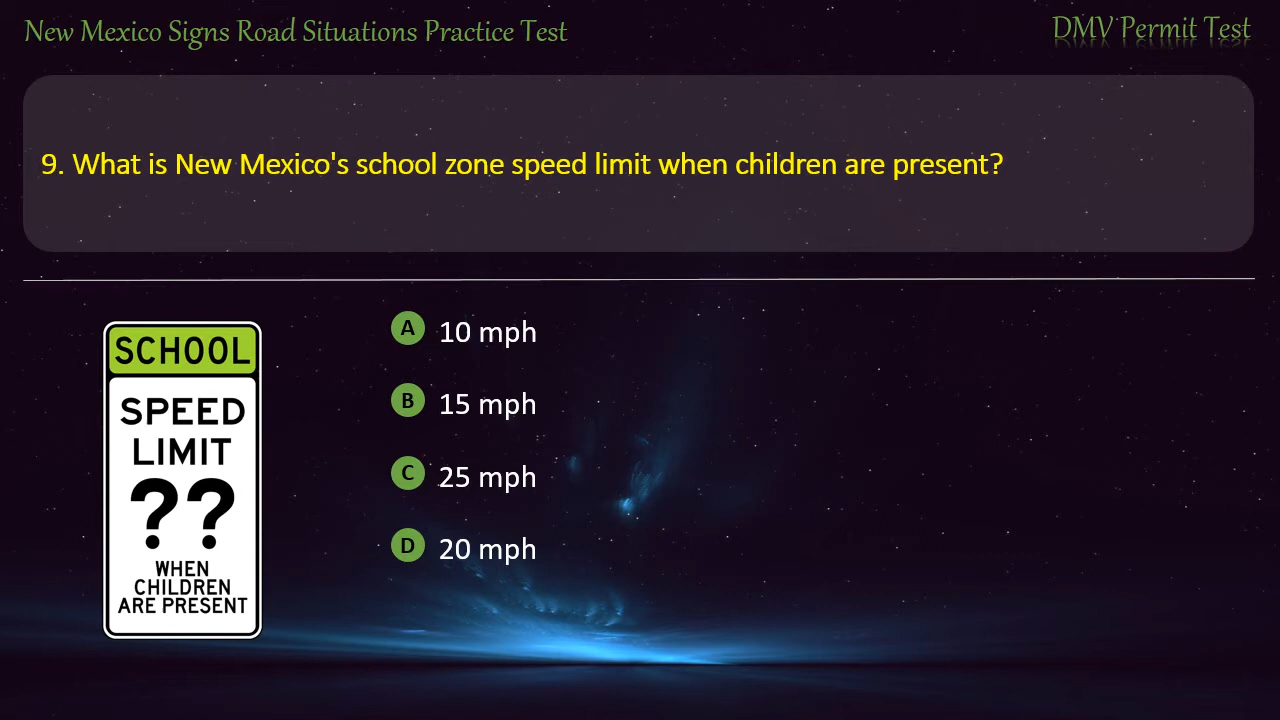 New Mexico Signs Road Situations Practice Test
DMV Permit Test
9. What is New Mexico's school zone speed limit when children are present?
SCHOOL
SPEED
LIMIT
??
WHEN
CHILDREN
ARE PRESENT
A 10 mph
B 15 mph
C 25 mph
D 20 mph